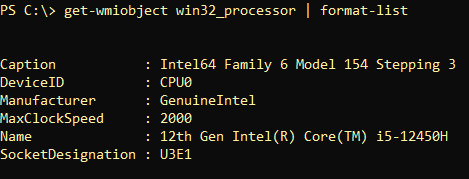 PS C:\> get-wmiobject win32_processor | format-list
Caption           : Intel64 Family 6 Model 154 Stepping 3
DeviceID          : CPU0
Manufacturer      : GenuineIntel
MaxClockSpeed     : 2000
Name              : 12th Gen Intel(R) Core(TM) i5-12450H
SocketDesignation : U3E1